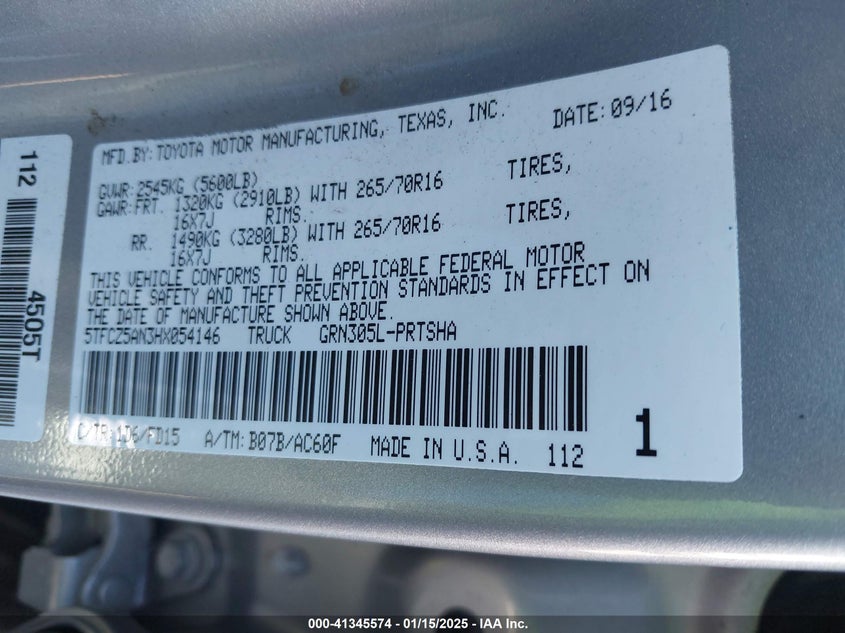 MFD.BY: TOYOTA MOTOR MANUFACTURING, TEXAS, INC. DATE: 09/16
GVWR: 2545KG (5600LB)
GAWR: FRT. 1320KG (2910LB) WITH 265/70R16 TIRES,
16X7J RIMS.
RR. 1490KG (3280LB) WITH 265/70R16 TIRES,
16X7J RIMS.
THIS VEHICLE CONFORMS TO ALL APPLICABLE FEDERAL MOTOR
VEHICLE SAFETY AND THEFT PREVENTION STANDARDS IN EFFECT ON
THE DATE OF MANUFACTURE SHOWN ABOVE.
5TFCZ5AN3HX054146 TRUCK GRN305L-PRTSHA
C/TR: 1D6/FD15 A/TM: B07B/AC60F MADE IN U.S.A. 112
1
112
4505T
000-41345574 / 01/15/2025 - IAA Inc.